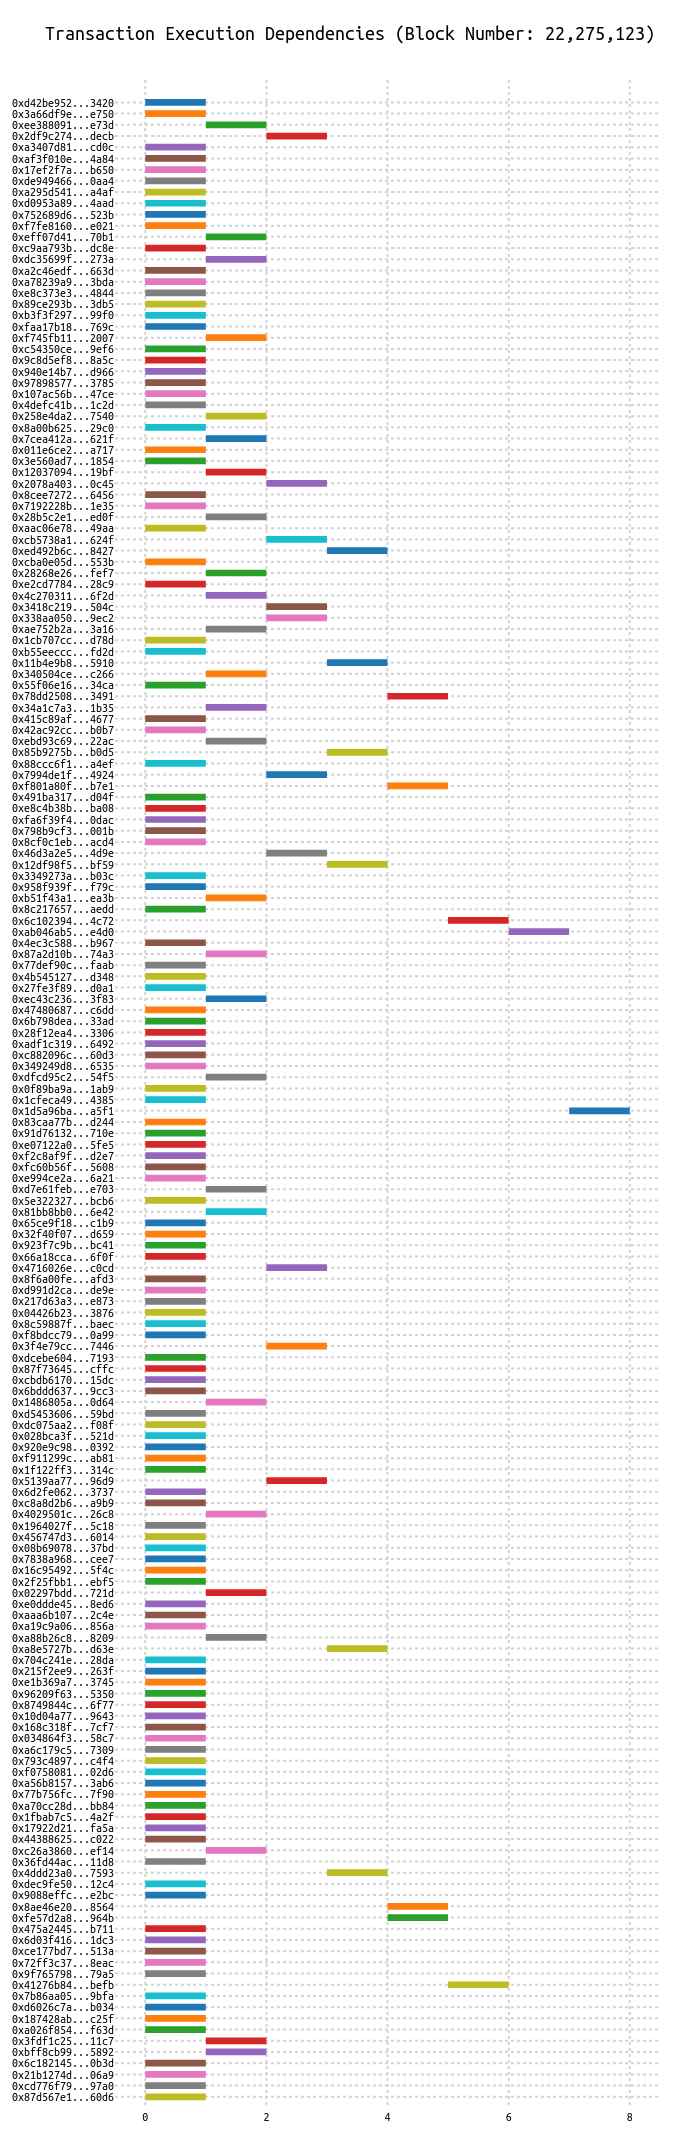 Transaction Execution Dependencies (Block Number: 22,275,123)
0xd42be952...3420
0x3a66df9e...e750
0xee388091...e73d
0x2df9c274...decb
0xa3407d81...cd0c
0xaf3f010e...4a84
0x17ef2f7a...b650
0xde949466...0aa4
0xa295d541...a4af
0xd0953a89...4aad
0x752689d6...523b
0xf7fe8160...e021
0xeff07d41...70b1
0xc9aa793b...dc8e
0xdc35699f...273a
0xa2c46edf...663d
0xa78239a9...3bda
0xe8c373e3...4844
0x89ce293b...3db5
0xb3f3f297...99f0
0xfaa17b18...769c
0xf745fb11...2007
0xc54350ce...9ef6
0x9c8d5ef8...8a5c
0x940e14b7...d966
0x97898577...3785
0x107ac56b...47ce
0x4defc41b...1c2d
0x258e4da2...7540
0x8a00b625...29c0
0x7cea412a...621f
0x011e6ce2...a717
0x3e560ad7...1854
0x12037094...19bf
0x2078a403...0c45
0x8cee7272...6456
0x7192228b...1e35
0x28b5c2e1...ed0f
0xaac06e78...49aa
0xcb5738a1...624f
0xed492b6c...8427
0xcba0e05d...553b
0x28268e26...fef7
0xe2cd7784...28c9
0x4c270311...6f2d
0x3418c219...504c
0x338aa050...9ec2
0xae752b2a...3a16
0x1cb707cc...d78d
0xb55eeccc...fd2d
0x11b4e9b8...5910
0x340504ce...c266
0x55f06e16...34ca
0x78dd2508...3491
0x34a1c7a3...1b35
0x415c89af...4677
0x42ac92cc...b0b7
0xebd93c69...22ac
0x85b9275b...b0d5
0x88ccc6f1...a4ef
0x7994de1f...4924
0xf801a80f...b7e1
0x491ba317...d04f
0xe8c4b38b...ba08
0xfa6f39f4...0dac
0x798b9cf3...001b
0x8cf0c1eb...acd4
0x46d3a2e5...4d9e
0x12df98f5...bf59
0x3349273a...b03c
0x958f939f...f79c
0xb51f43a1...ea3b
0x8c217657...aedd
0x6c102394...4c72
0xab046ab5...e4d0
0x4ec3c588...b967
0x87a2d10b...74a3
0x77def90c...faab
0x4b545127...d348
0x27fe3f89...d0a1
0xec43c236...3f83
0x47480687...c6dd
0x6b798dea...33ad
0x28f12ea4...3306
0xadf1c319...6492
0xc882096c...60d3
0x349249d8...6535
0xdfcd95c2...54f5
0x0f89ba9a...1ab9
0x1cfeca49...4385
0x1d5a96ba...a5f1
0x83caa77b...d244
0x91d76132...710e
0xe07122a0...5fe5
0xf2c8af9f...d2e7
0xfc60b56f...5608
0xe994ce2a...6a21
0xd7e61feb...e703
0x5e322327...bcb6
0x81bb8bb0...6e42
0x65ce9f18...c1b9
0x32f40f07...d659
0x923f7c9b...bc41
0x66a18cca...6f0f
0x4716026e...c0cd
0x8f6a00fe...afd3
0xd991d2ca...de9e
0x217d63a3...e873
0x04426b23...3876
0x8c59887f...baec
0xf8bdcc79...0a99
0x3f4e79cc...7446
0xdcebe604...7193
0x87f73645...cffc
0xcbdb6170...15dc
0x6bddd637...9cc3
0x1486805a...0d64
0xd5453606...59bd
0xdc075aa2...f08f
0x028bca3f...521d
0x920e9c98...0392
0xf911299c...ab81
0x1f122ff3...314c
0x5139aa77...96d9
0x6d2fe062...3737
0xc8a8d2b6...a9b9
0x4029501c...26c8
0x1964027f...5c18
0x456747d3...6014
0x08b69078...37bd
0x7838a968...cee7
0x16c95492...5f4c
0x2f25fbb1...ebf5
0x02297bdd...721d
0xe0ddde45...8ed6
0xaaa6b107...2c4e
0xa19c9a06...856a
0xa88b26c8...8209
0xa8e5727b...d63e
0x704c241e...28da
0x215f2ee9...263f
0xe1b369a7...3745
0x96209f63...5350
0x8749844c...6f77
0x10d04a77...9643
0x168c318f...7cf7
0x034864f3...58c7
0xa6c179c5...7309
0x793c4897...c4f4
0xf0758081...02d6
0xa56b8157...3ab6
0x77b756fc...7f90
0xa70cc28d...bb84
0x1fbab7c5...4a2f
0x17922d21...fa5a
0x44388625...c022
0xc26a3860...ef14
0x36fd44ac...11d8
0x4ddd23a0...7593
0xdec9fe50...12c4
0x9088effc...e2bc
0x8ae46e20...8564
0xfe57d2a8...964b
0x475a2445...b711
0x6d03f416...1dc3
0xce177bd7...513a
0x72ff3c37...8eac
0x9f765798...79a5
0x41276b84...befb
0x7b86aa05...9bfa
0xd6026c7a...b034
0x187428ab...c25f
0xa026f854...f63d
0x3fdf1c25...11c7
0xbff8cb99...5892
0x6c182145...0b3d
0x21b1274d...06a9
0xcd776f79...97a0
0x87d567e1...60d6
0 2 4 6 8